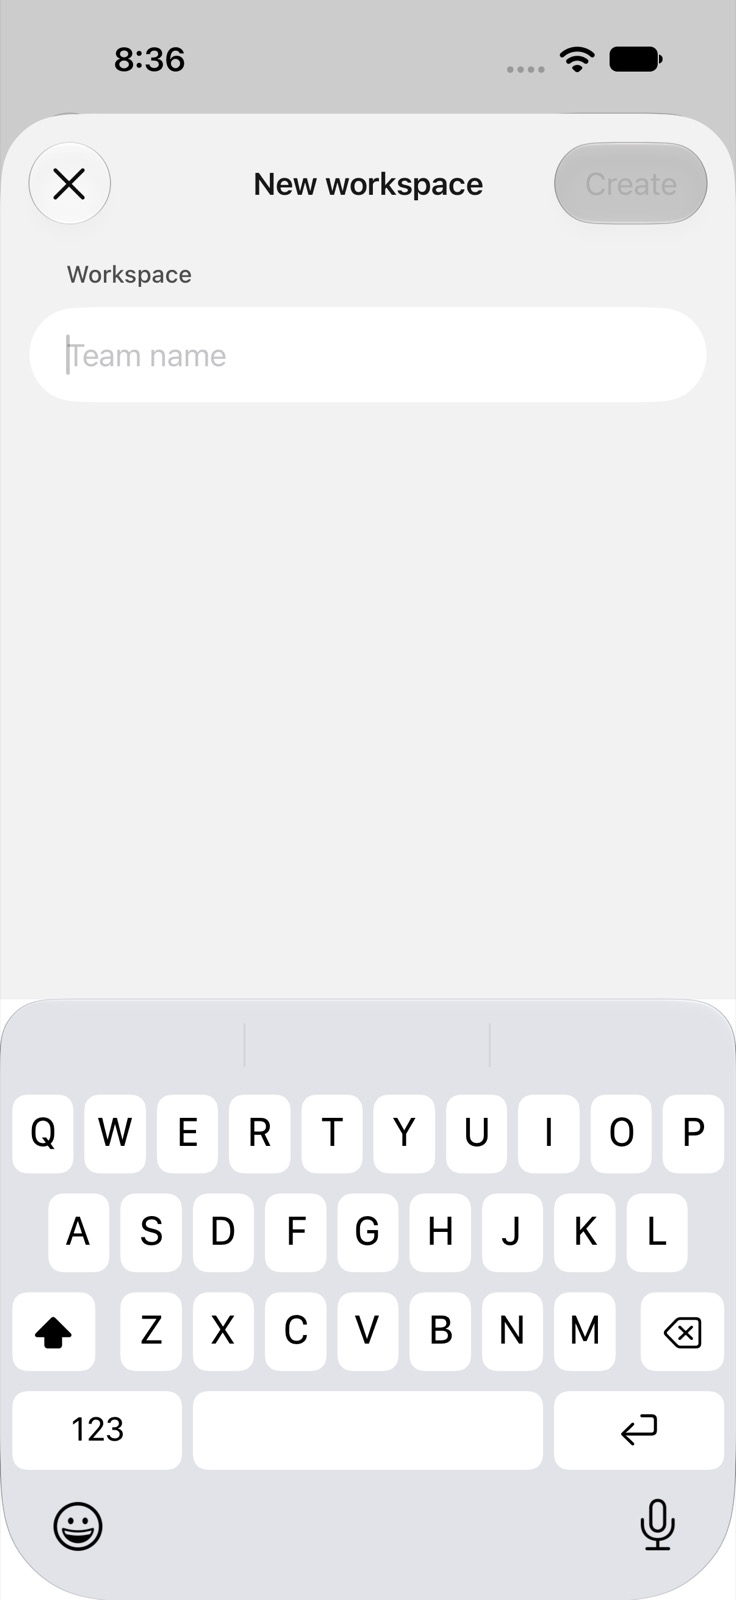 8:36
New workspace
Create
Workspace
Team name
Q W E R T Y U I O P
A S D F G H J K L
Z X C V B N M
123